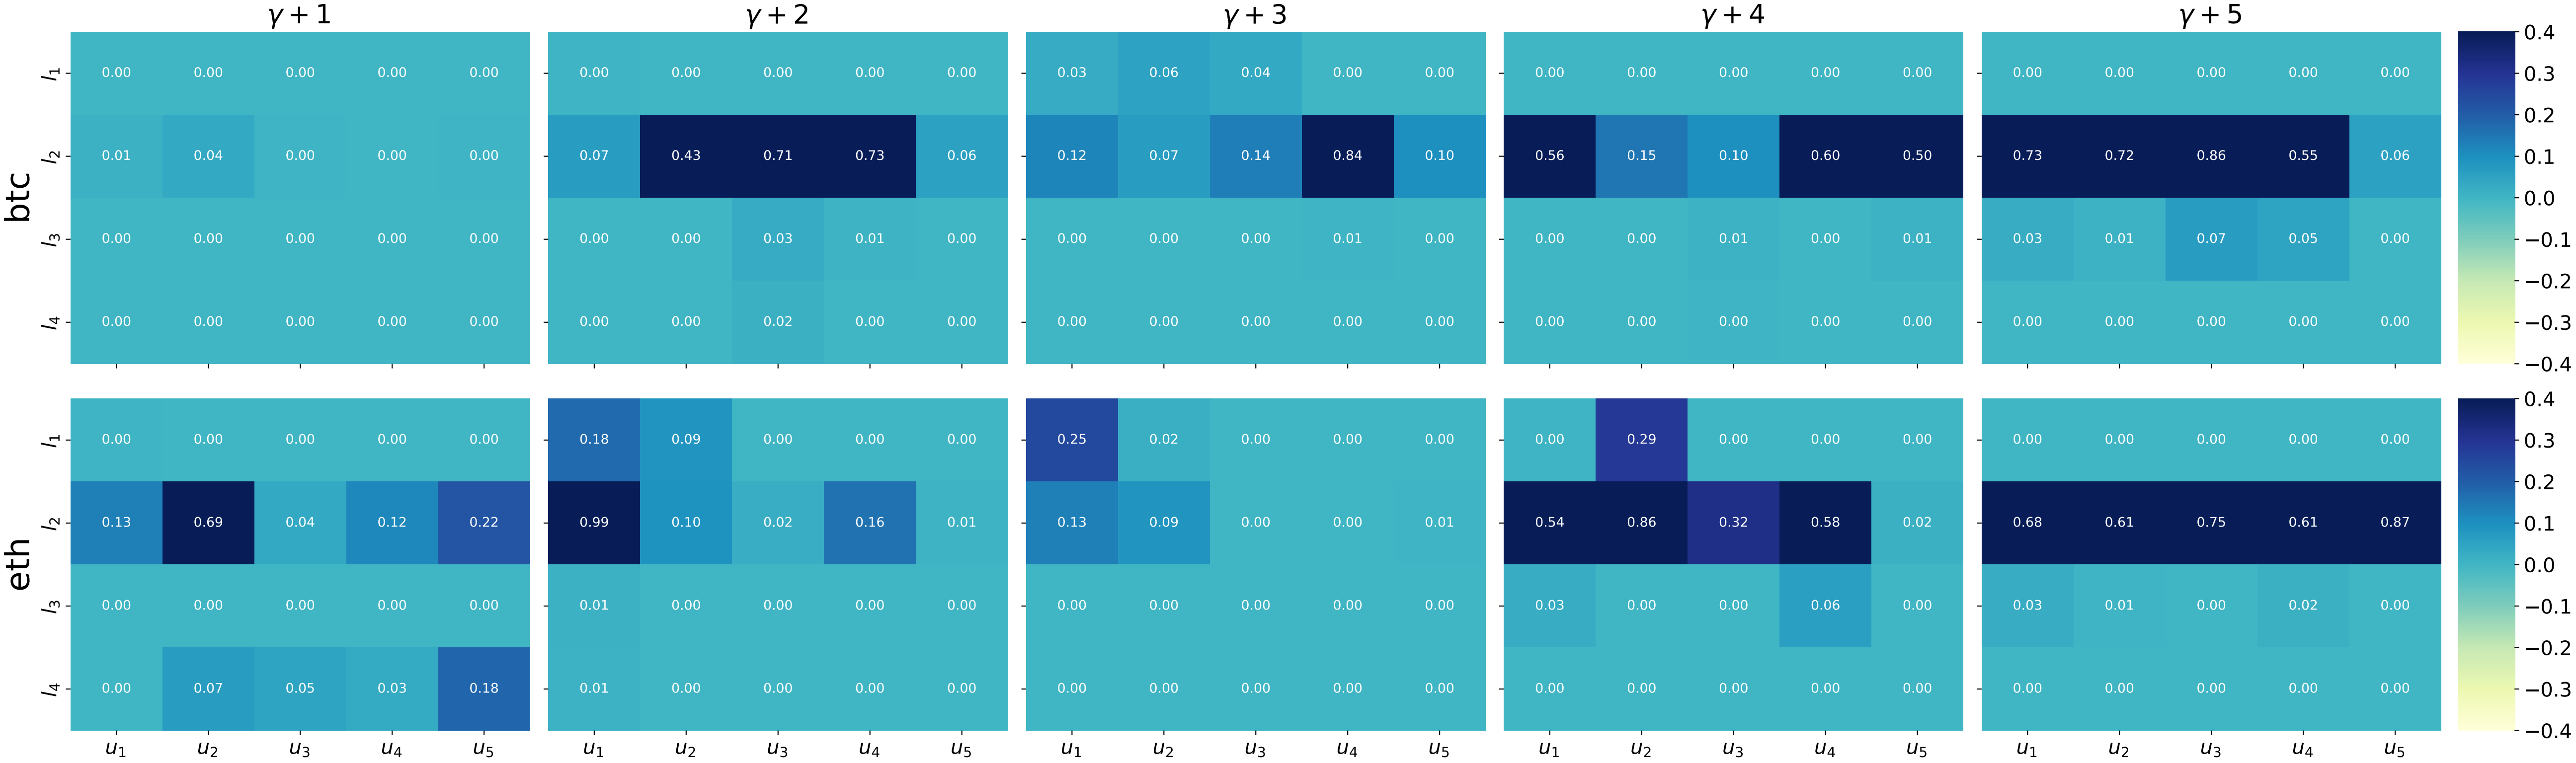 γ + 1 γ + 2 γ + 3 γ + 4 γ + 5
btc
l₁ 0.00 0.00 0.00 0.00 0.00 0.00 0.00 0.00 0.00 0.00 0.03 0.06 0.04 0.00 0.00 0.00 0.00 0.00 0.00 0.00 0.00 0.00 0.00 0.00 0.00
l₂ 0.01 0.04 0.00 0.00 0.00 0.07 0.43 0.71 0.73 0.06 0.12 0.07 0.14 0.84 0.10 0.56 0.15 0.10 0.60 0.50 0.73 0.72 0.86 0.55 0.06
l₃ 0.00 0.00 0.00 0.00 0.00 0.00 0.00 0.03 0.01 0.00 0.00 0.00 0.00 0.01 0.00 0.00 0.00 0.01 0.00 0.01 0.03 0.01 0.07 0.05 0.00
l₄ 0.00 0.00 0.00 0.00 0.00 0.00 0.00 0.02 0.00 0.00 0.00 0.00 0.00 0.00 0.00 0.00 0.00 0.00 0.00 0.00 0.00 0.00 0.00 0.00 0.00
0.4
0.3
0.2
0.1
0.0
−0.1
−0.2
−0.3
−0.4
eth
l₁ 0.00 0.00 0.00 0.00 0.00 0.18 0.09 0.00 0.00 0.00 0.25 0.02 0.00 0.00 0.00 0.00 0.29 0.00 0.00 0.00 0.00 0.00 0.00 0.00 0.00
l₂ 0.13 0.69 0.04 0.12 0.22 0.99 0.10 0.02 0.16 0.01 0.13 0.09 0.00 0.00 0.01 0.54 0.86 0.32 0.58 0.02 0.68 0.61 0.75 0.61 0.87
l₃ 0.00 0.00 0.00 0.00 0.00 0.01 0.00 0.00 0.00 0.00 0.00 0.00 0.00 0.00 0.00 0.03 0.00 0.00 0.06 0.00 0.03 0.01 0.00 0.02 0.00
l₄ 0.00 0.07 0.05 0.03 0.18 0.01 0.00 0.00 0.00 0.00 0.00 0.00 0.00 0.00 0.00 0.00 0.00 0.00 0.00 0.00 0.00 0.00 0.00 0.00 0.00
u₁ u₂ u₃ u₄ u₅ u₁ u₂ u₃ u₄ u₅ u₁ u₂ u₃ u₄ u₅ u₁ u₂ u₃ u₄ u₅ u₁ u₂ u₃ u₄ u₅
0.4
0.3
0.2
0.1
0.0
−0.1
−0.2
−0.3
−0.4